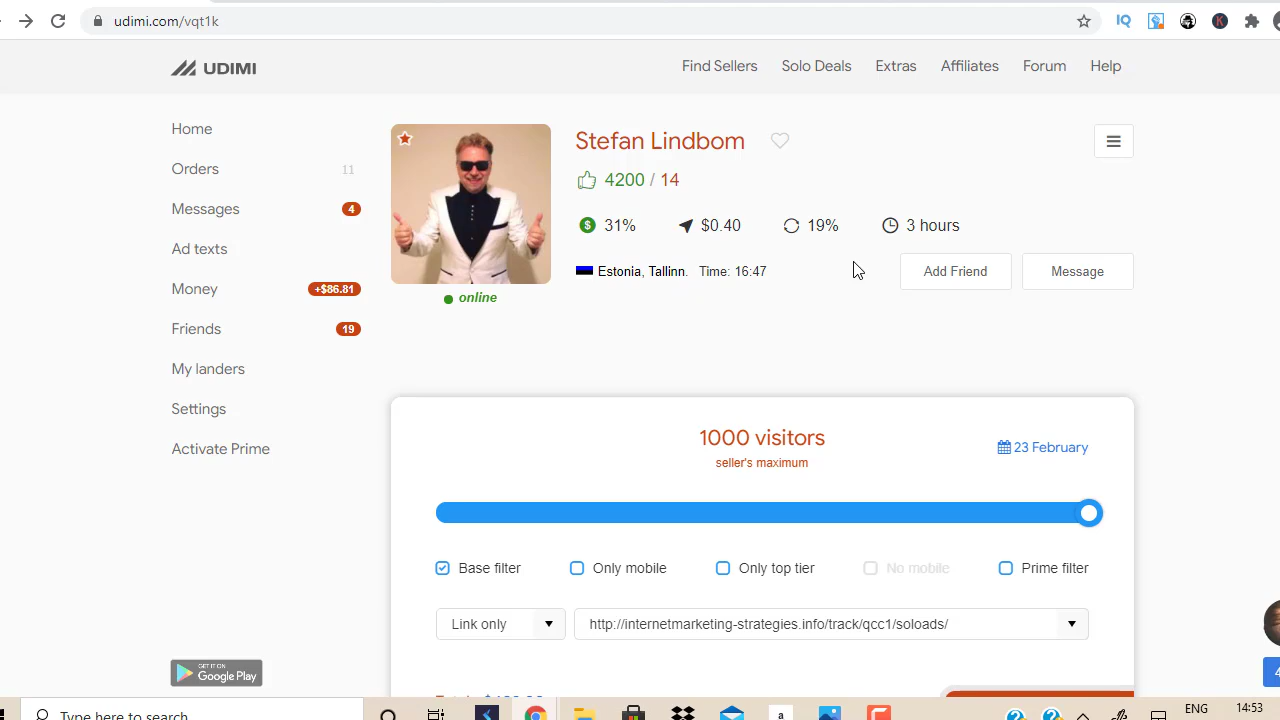 udimi.com/vqt1k
UDIMI
Find Sellers Solo Deals Extras Affiliates Forum Help
Home
Orders 11
Messages 4
Ad texts
Money +$86.81
Friends 19
My landers
Settings
Activate Prime
Stefan Lindbom
4200 / 14
31% $0.40 19% 3 hours
Estonia, Tallinn. Time: 16:47
Add Friend Message
online
1000 visitors
seller's maximum
23 February
Base filter Only mobile Only top tier No mobile Prime filter
Link only http://internetmarketing-strategies.info/track/qcc1/soloads/
GET IT ON
Google Play
Type here to search
ENG 14:53